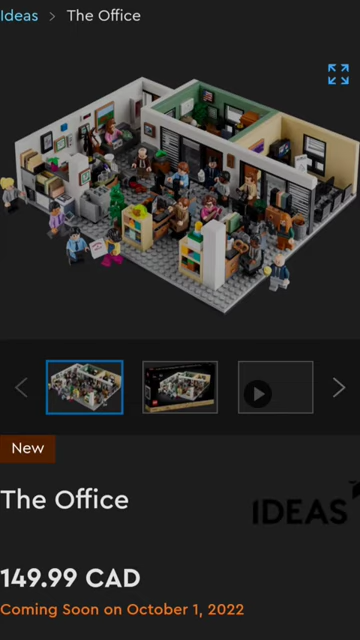 Ideas > The Office
New
The Office
IDEAS
149.99 CAD
Coming Soon on October 1, 2022